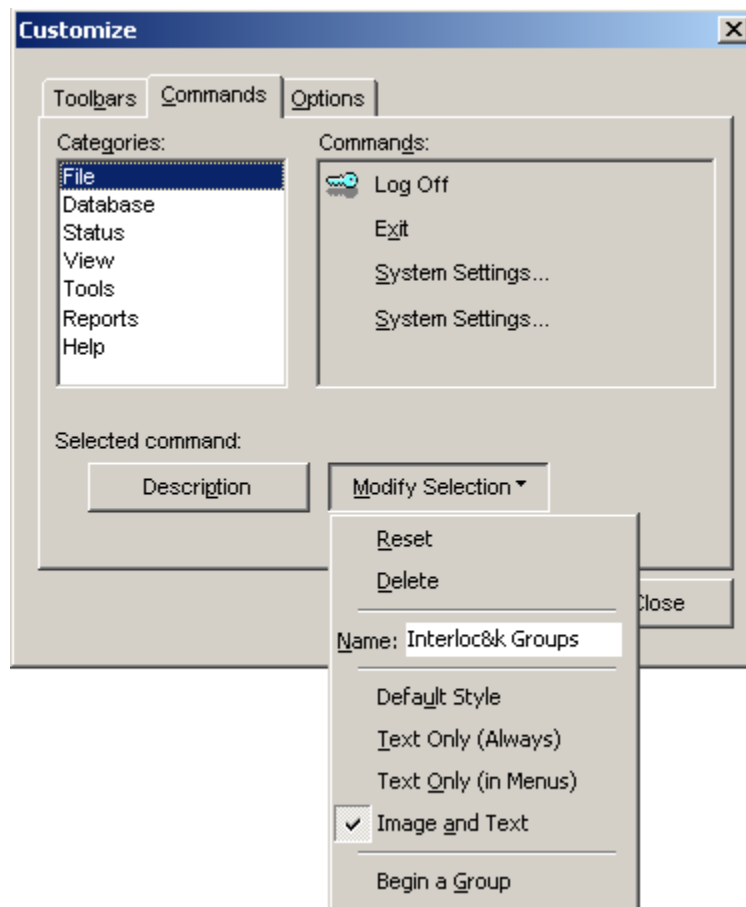 Customize
Toolbars Commands Options
Categories:
File
Database
Status
View
Tools
Reports
Help
Commands:
Log Off
Exit
System Settings...
System Settings...
Selected command:
Description
Modify Selection
Reset
Delete
Name: Interloc&k Groups
Default Style
Text Only (Always)
Text Only (in Menus)
Image and Text
Begin a Group
Close